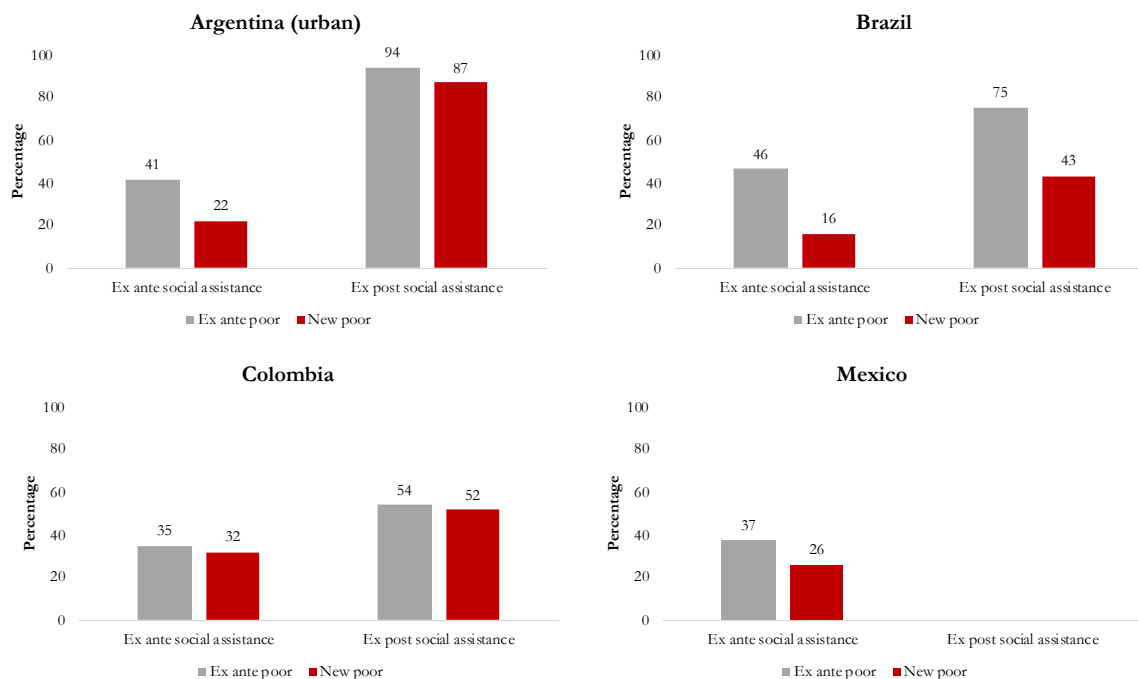 Argentina (urban)
Percentage
100
80
60
40
20
0
41
22
94
87
Ex ante social assistance
Ex post social assistance
Ex ante poor
New poor
Brazil
Percentage
100
80
60
40
20
0
46
16
75
43
Ex ante social assistance
Ex post social assistance
Ex ante poor
New poor
Colombia
Percentage
100
80
60
40
20
0
35
32
54
52
Ex ante social assistance
Ex post social assistance
Ex ante poor
New poor
Mexico
Percentage
100
80
60
40
20
0
37
26
Ex ante social assistance
Ex post social assistance
Ex ante poor
New poor